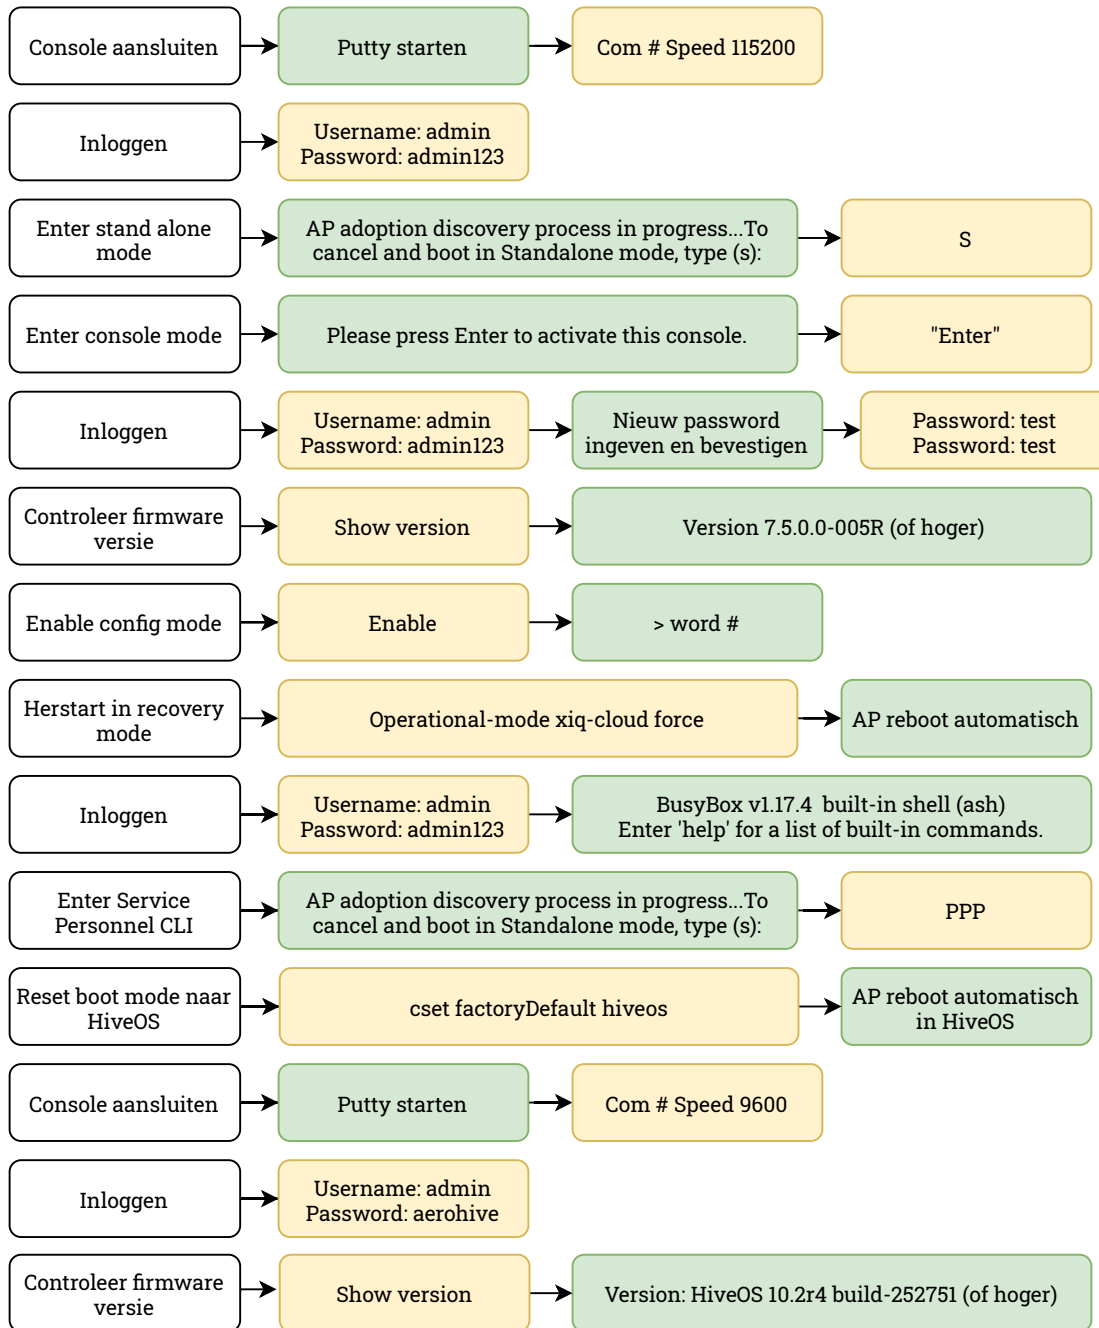 Console aansluiten
Putty starten
Com # Speed 115200
Inloggen
Username: admin
Password: admin123
Enter stand alone
mode
AP adoption discovery process in progress...To
cancel and boot in Standalone mode, type (s):
S
Enter console mode
Please press Enter to activate this console.
"Enter"
Inloggen
Username: admin
Password: admin123
Nieuw password
ingeven en bevestigen
Password: test
Password: test
Controleer firmware
versie
Show version
Version 7.5.0.0-005R (of hoger)
Enable config mode
Enable
> word #
Herstart in recovery
mode
Operational-mode xiq-cloud force
AP reboot automatisch
Inloggen
Username: admin
Password: admin123
BusyBox v1.17.4 built-in shell (ash)
Enter 'help' for a list of built-in commands.
Enter Service
Personnel CLI
AP adoption discovery process in progress...To
cancel and boot in Standalone mode, type (s):
PPP
Reset boot mode naar
HiveOS
cset factoryDefault hiveos
AP reboot automatisch
in HiveOS
Console aansluiten
Putty starten
Com # Speed 9600
Inloggen
Username: admin
Password: aerohive
Controleer firmware
versie
Show version
Version: HiveOS 10.2r4 build-252751 (of hoger)